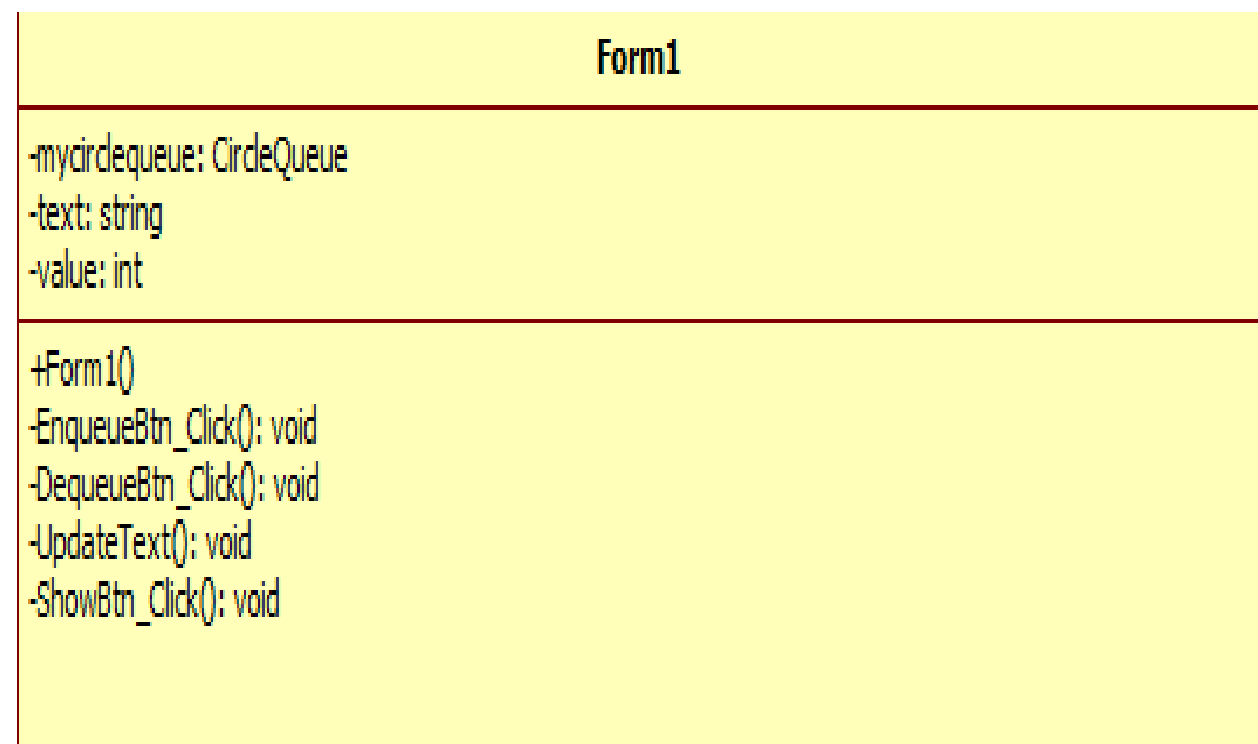 Form1
-mycirclequeue: CircleQueue
-text: string
-value: int
+Form1()
-EnqueueBtn_Click(): void
-DequeueBtn_Click(): void
-UpdateText(): void
-ShowBtn_Click(): void